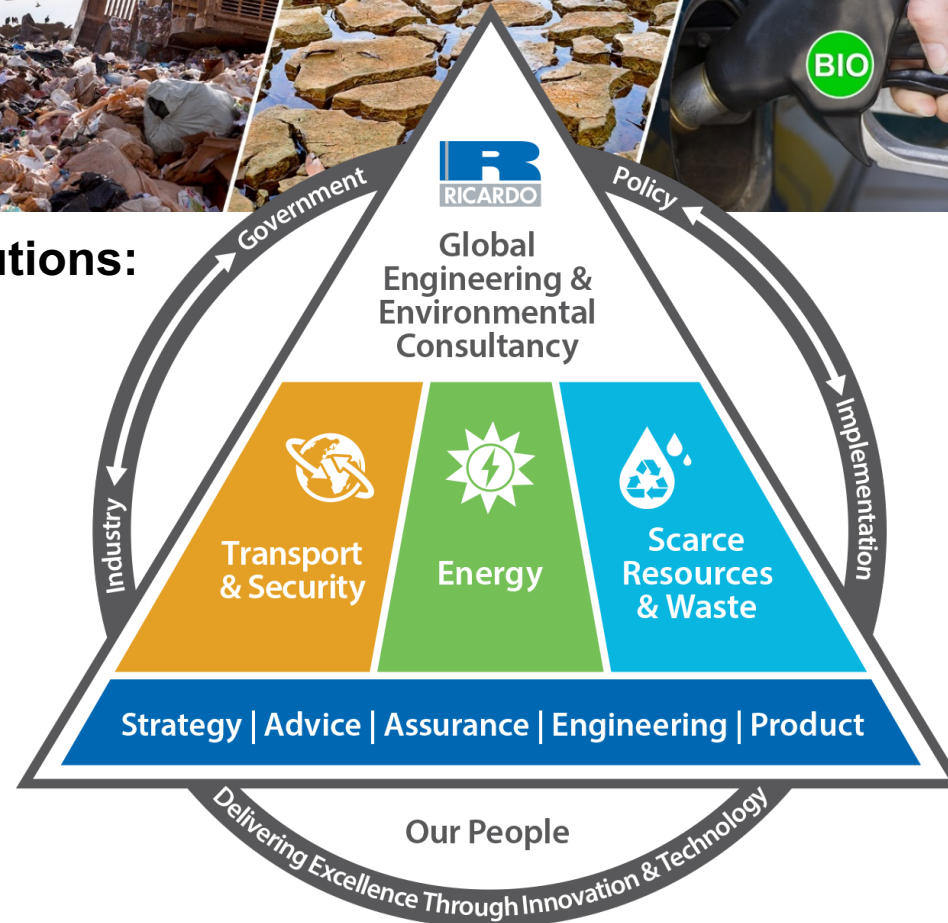 BIO
RICARDO
Government
Policy
utions:
Global
Engineering &
Environmental
Consultancy
Industry
Implementation
Transport
& Security
Energy
Scarce
Resources
& Waste
Strategy | Advice | Assurance | Engineering | Product
Our People
Delivering Excellence Through Innovation & Technology